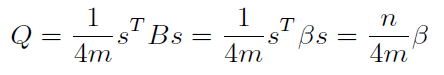 Q = \frac{1}{4m} s^T B s = \frac{1}{4m} s^T \beta s = \frac{n}{4m} \beta